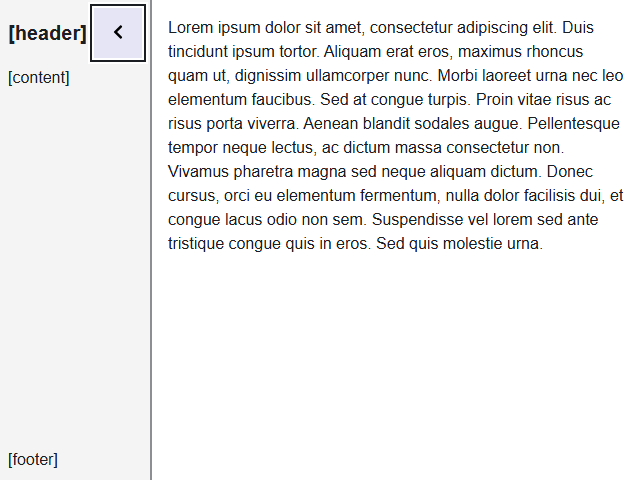 [header]
[content]
[footer]
Lorem ipsum dolor sit amet, consectetur adipiscing elit. Duis
tincidunt ipsum tortor. Aliquam erat eros, maximus rhoncus
quam ut, dignissim ullamcorper nunc. Morbi laoreet urna nec leo
elementum faucibus. Sed at congue turpis. Proin vitae risus ac
risus porta viverra. Aenean blandit sodales augue. Pellentesque
tempor neque lectus, ac dictum massa consectetur non.
Vivamus pharetra magna sed neque aliquam dictum. Donec
cursus, orci eu elementum fermentum, nulla dolor facilisis dui, et
congue lacus odio non sem. Suspendisse vel lorem sed ante
tristique congue quis in eros. Sed quis molestie urna.